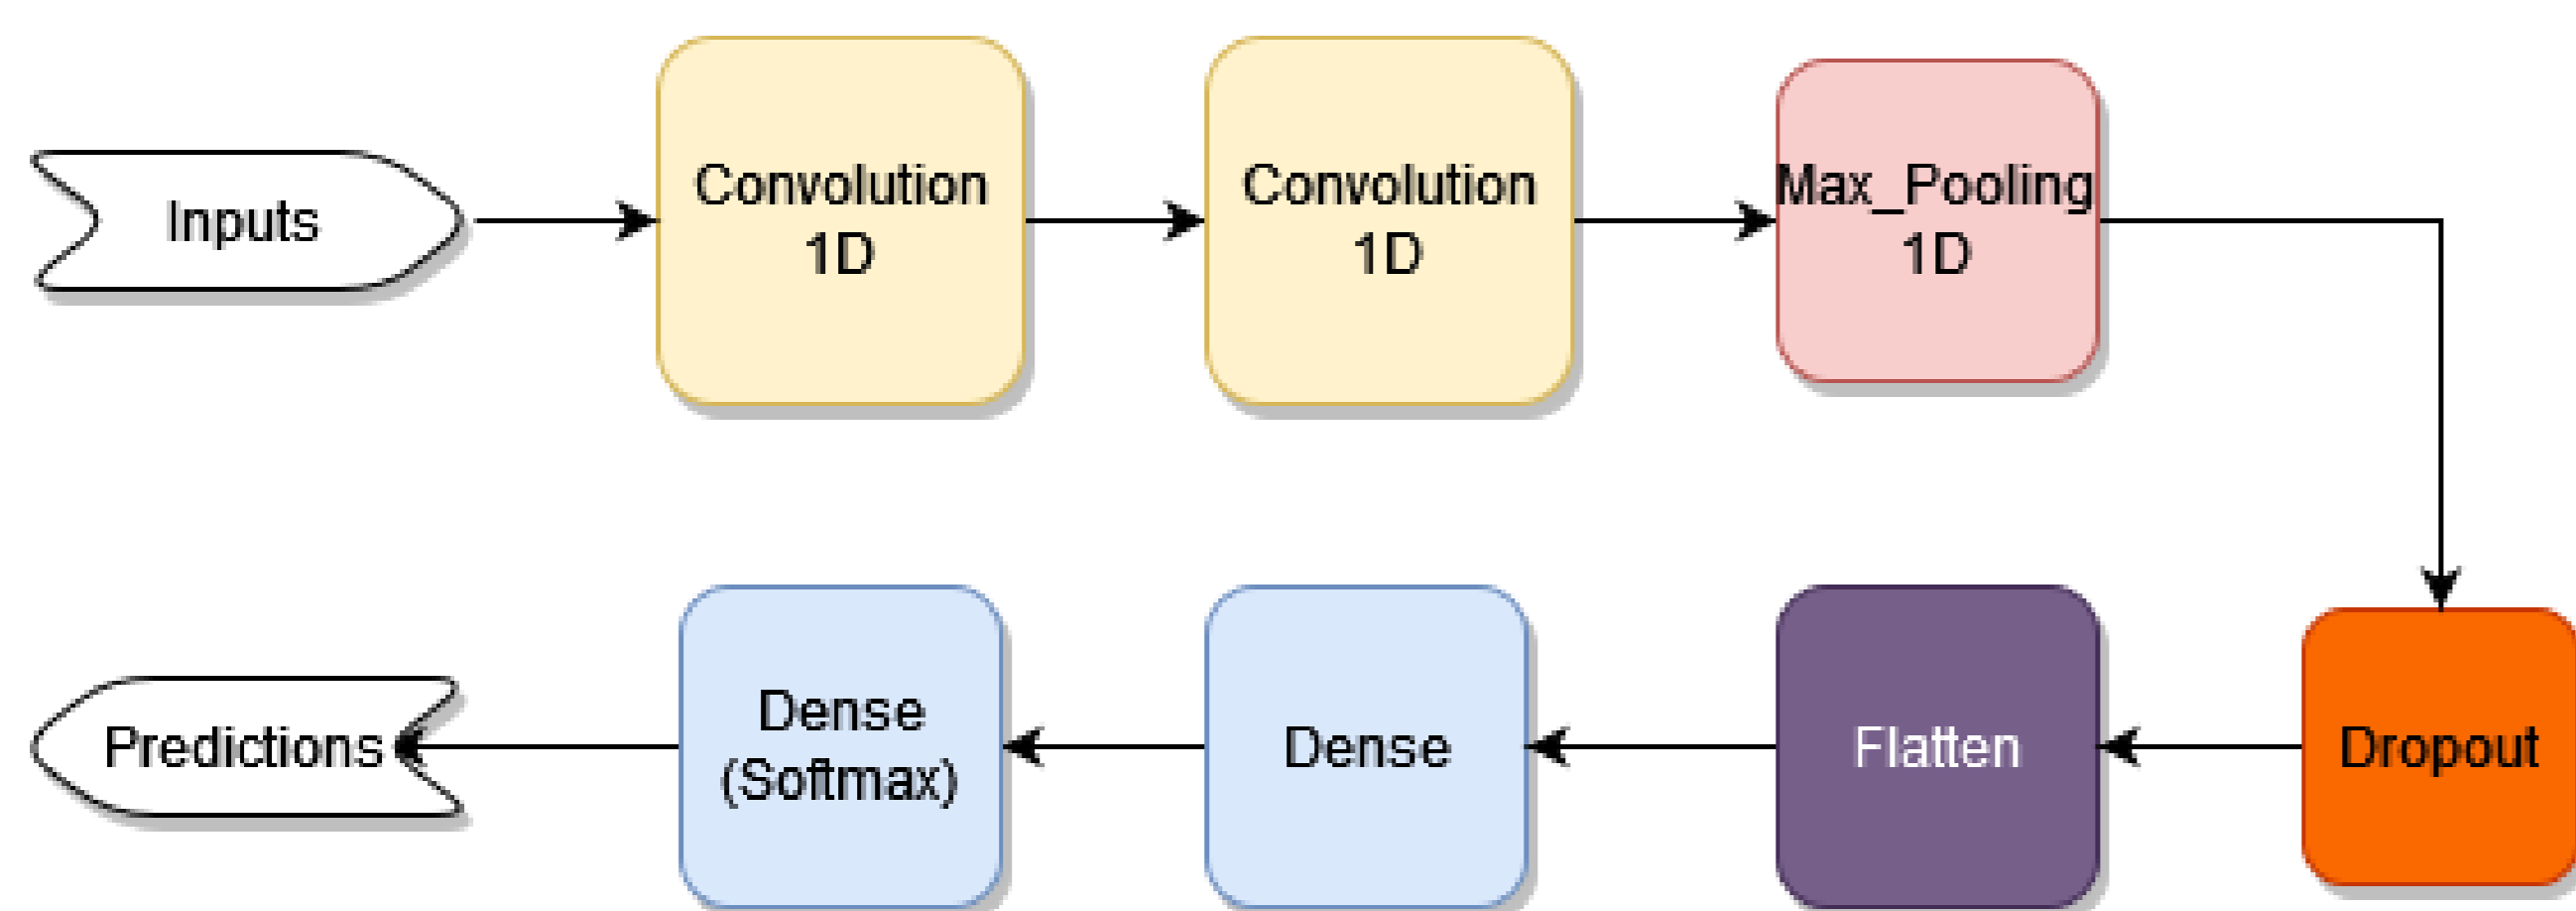 Inputs
Convolution
1D
Convolution
1D
Max_Pooling
1D
Dropout
Flatten
Dense
Dense
(Softmax)
Predictions